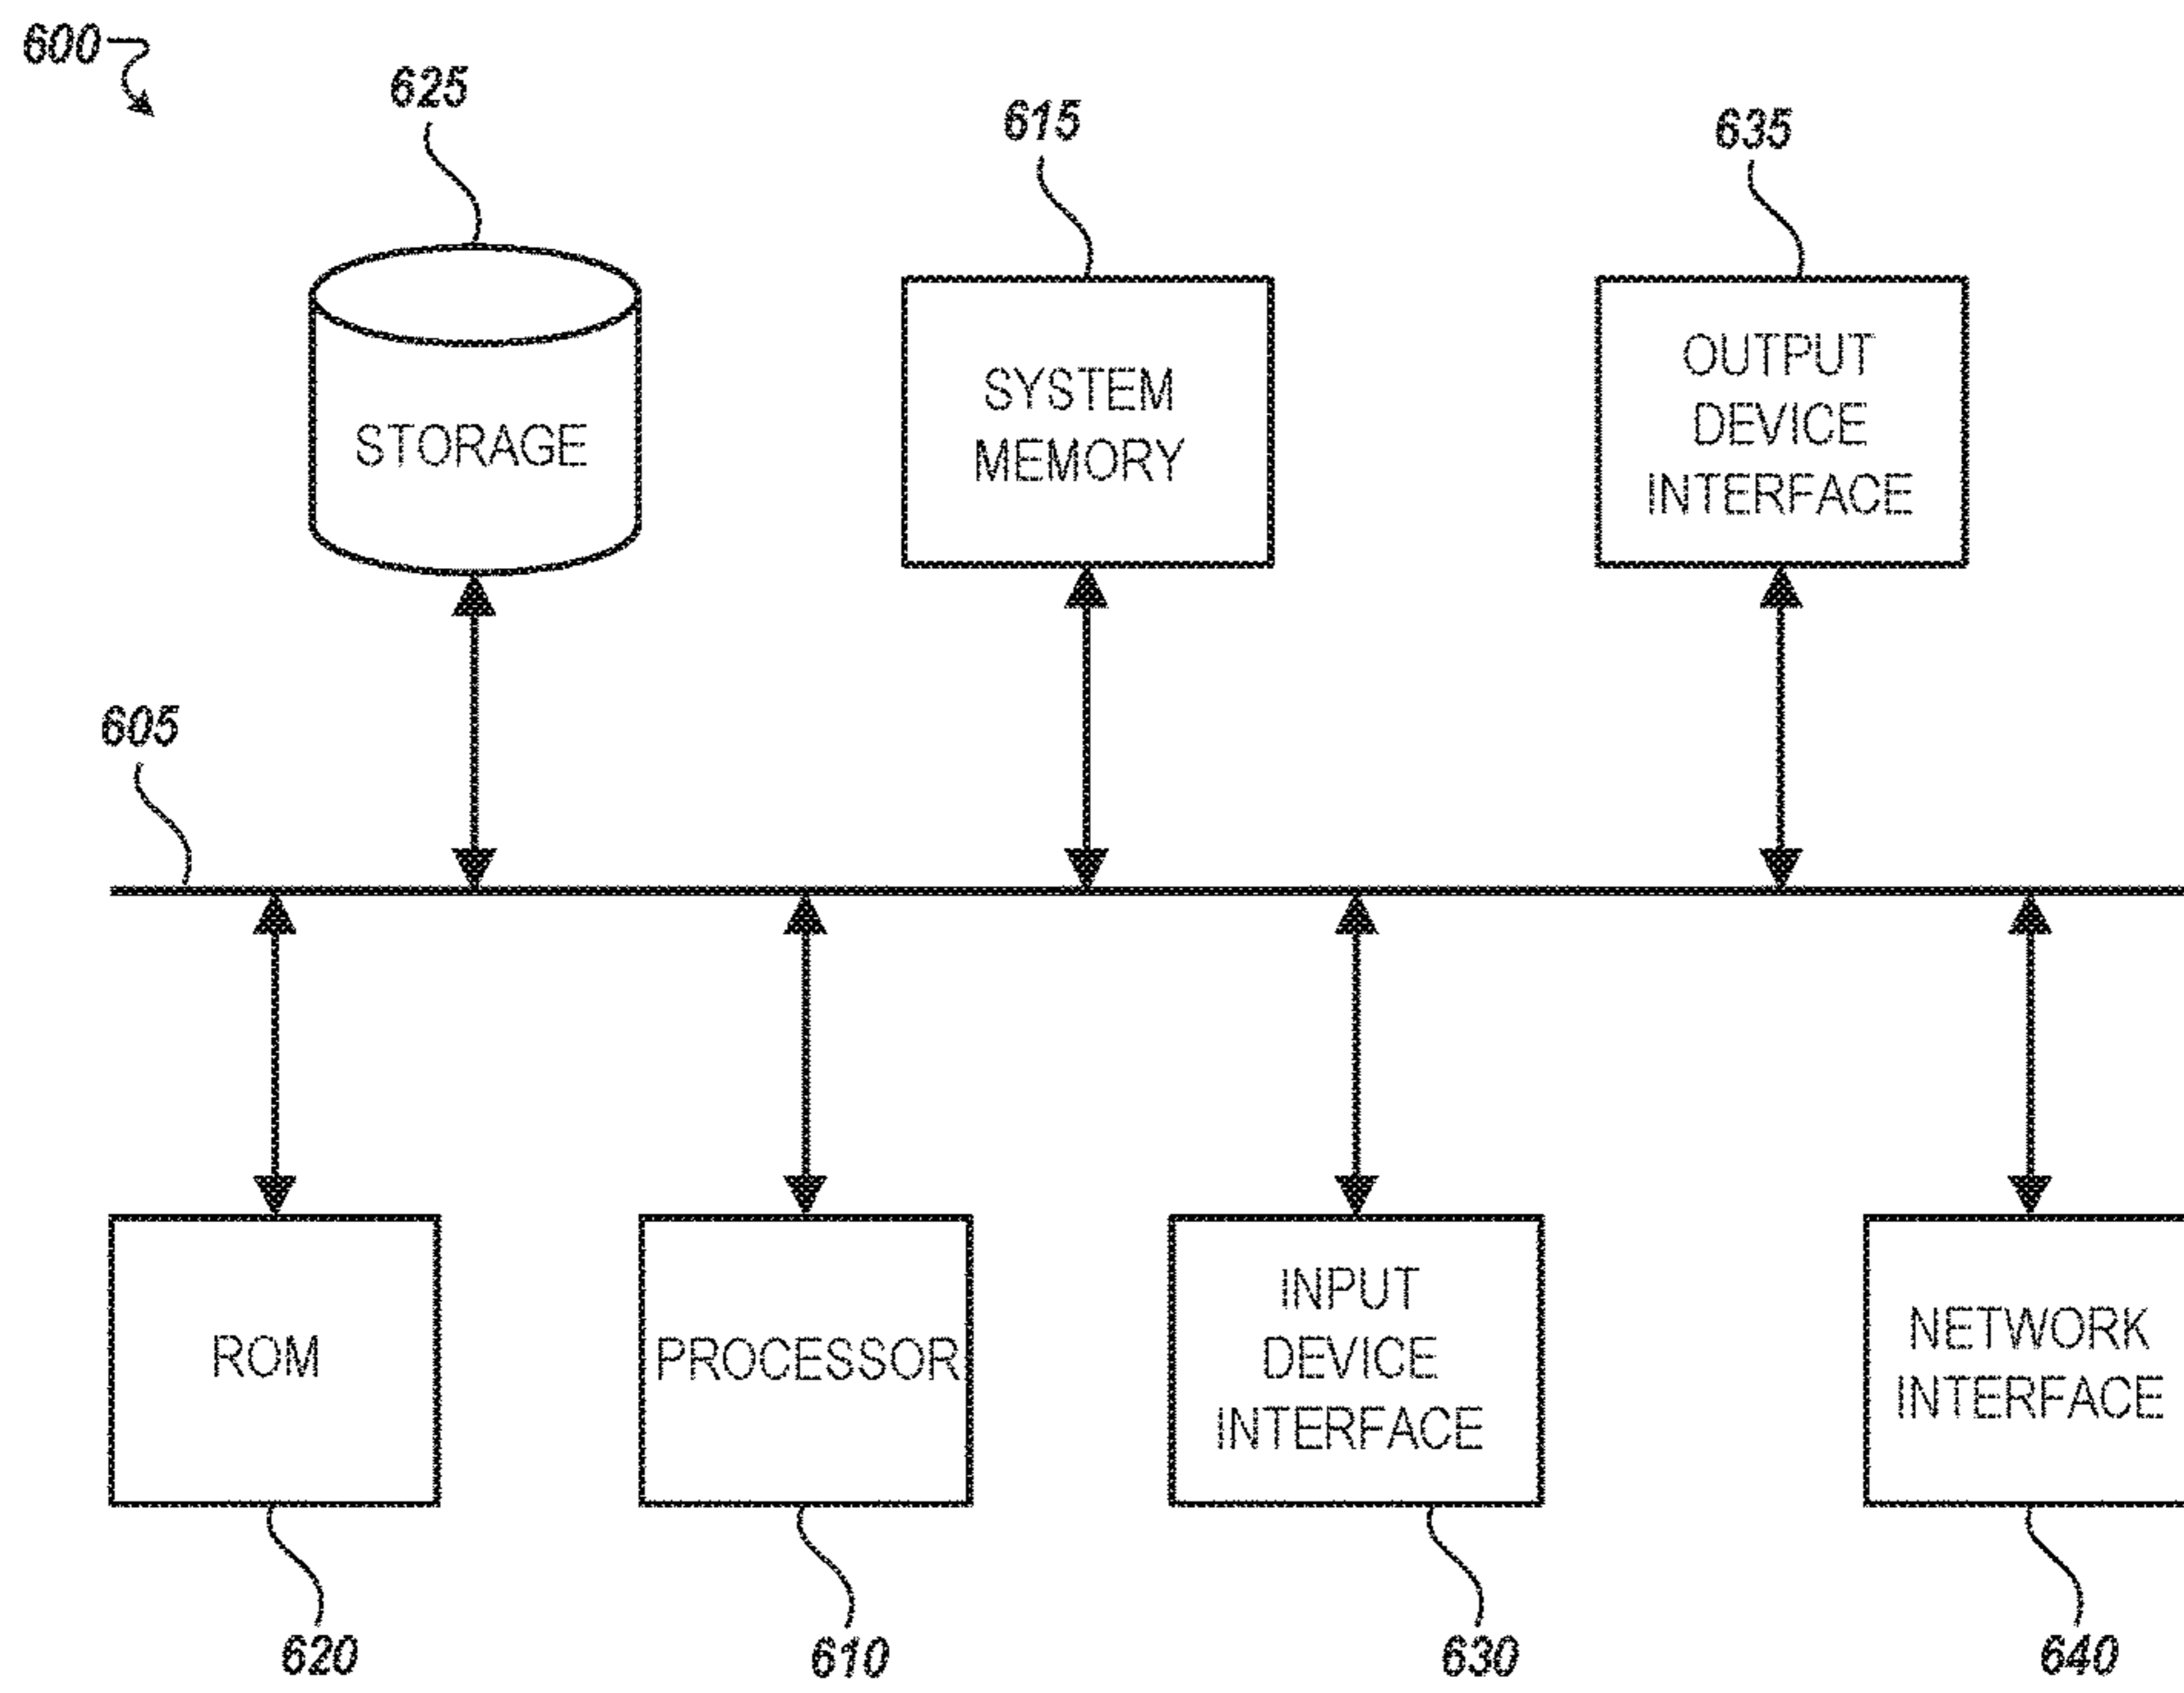 600
625
615
635
STORAGE
SYSTEM
MEMORY
OUTPUT
DEVICE
INTERFACE
605
ROM
PROCESSOR
INPUT
DEVICE
INTERFACE
NETWORK
INTERFACE
620
610
630
640